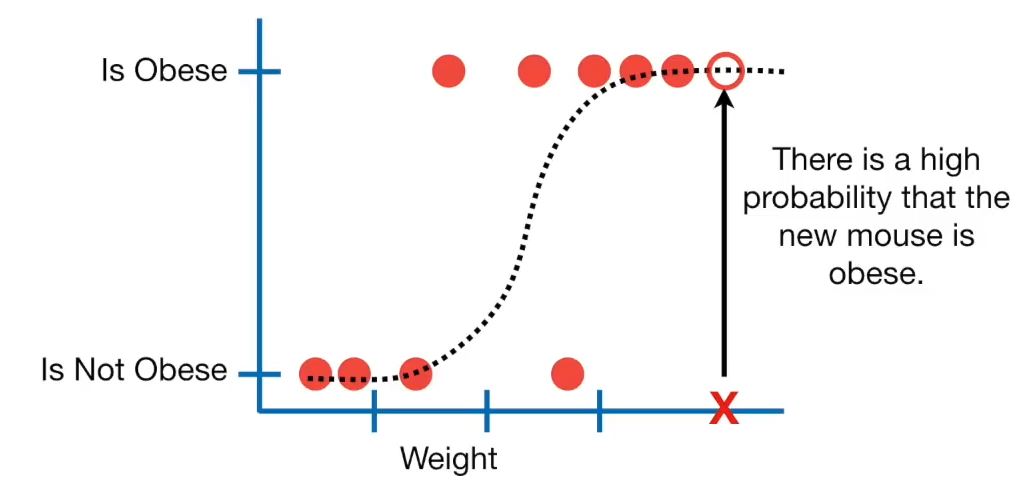 Is Obese
There is a high
probability that the
new mouse is
obese.
Is Not Obese
X
Weight